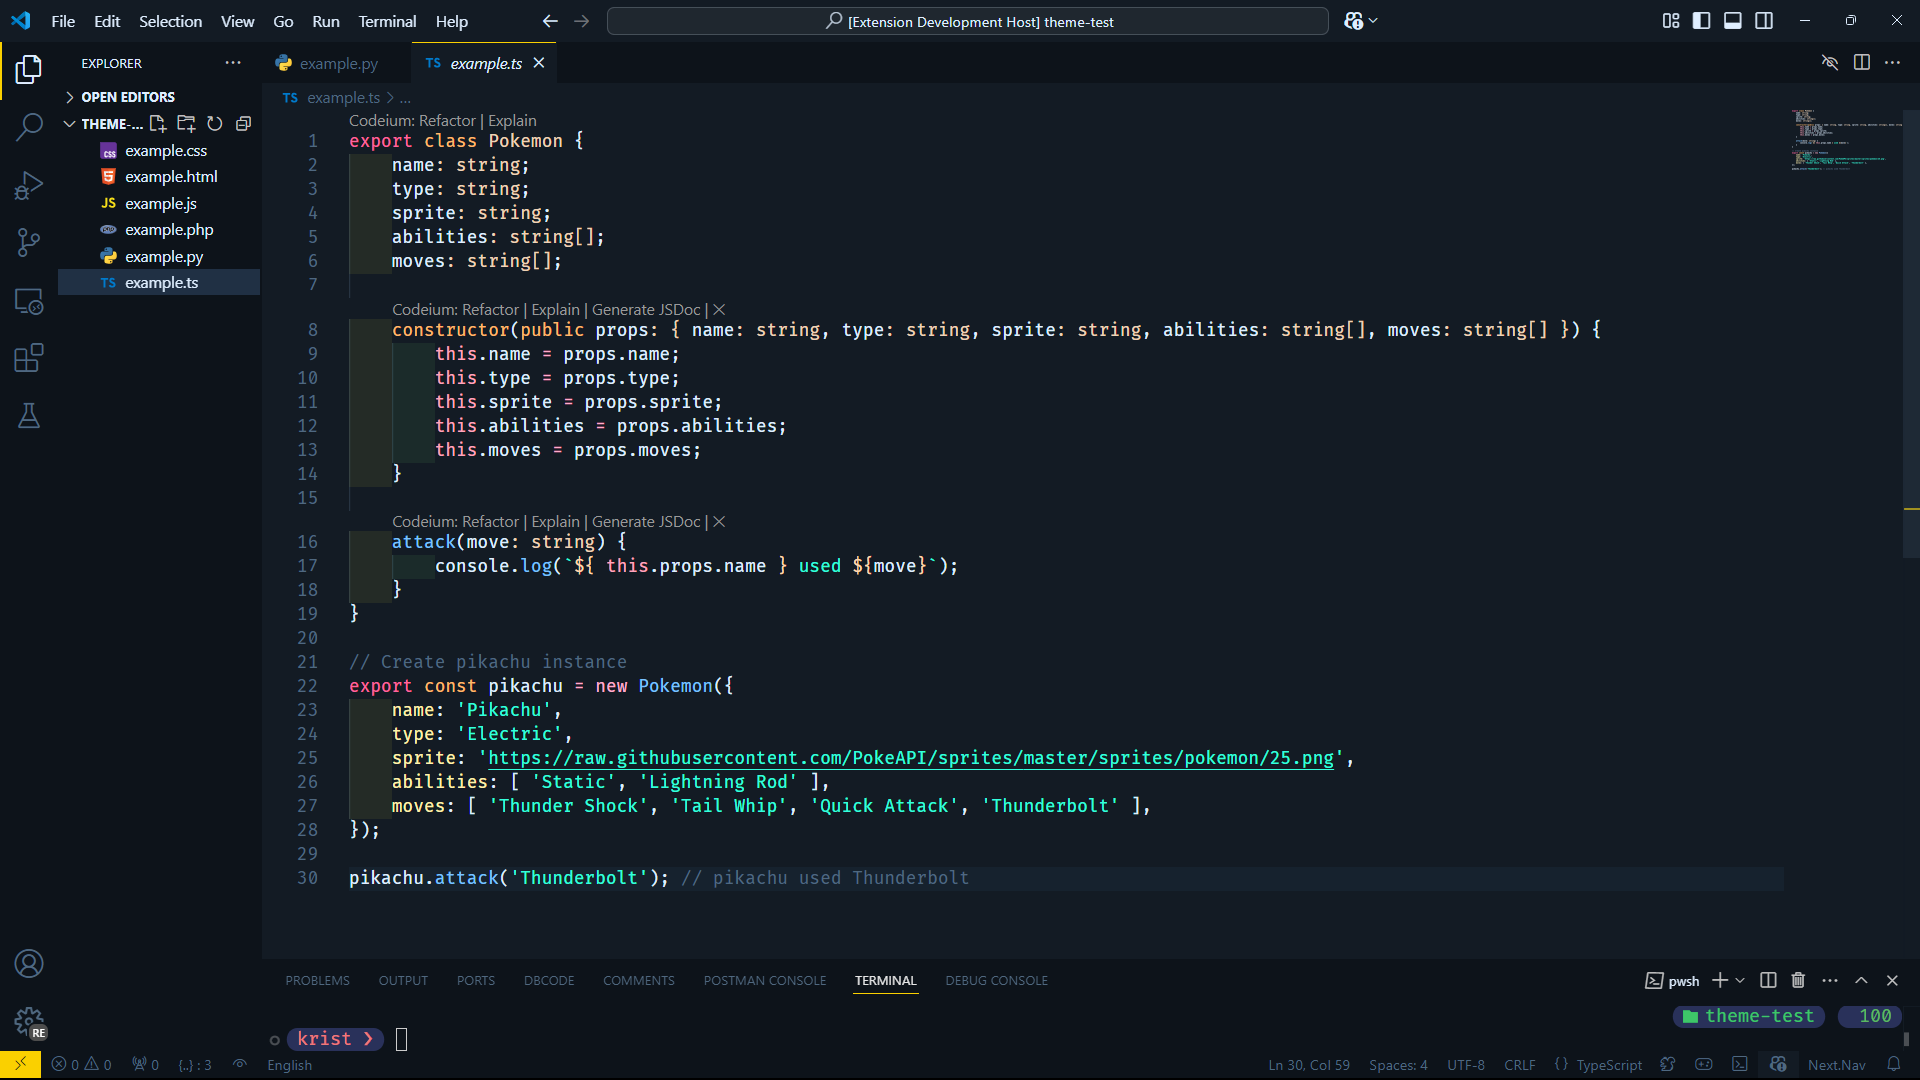 File Edit Selection View Go Run Terminal Help
[Extension Development Host] theme-test
EXPLORER
OPEN EDITORS
THEME-...
CSS example.css
5 example.html
JS example.js
php example.php
example.py
TS example.ts
example.py
TS example.ts
TS example.ts > ...
Codeium: Refactor | Explain
1 export class Pokemon {
2 name: string;
3 type: string;
4 sprite: string;
5 abilities: string[];
6 moves: string[];
7
Codeium: Refactor | Explain | Generate JSDoc | ×
8 constructor(public props: { name: string, type: string, sprite: string, abilities: string[], moves: string[] }) {
9 this.name = props.name;
10 this.type = props.type;
11 this.sprite = props.sprite;
12 this.abilities = props.abilities;
13 this.moves = props.moves;
14 }
15
Codeium: Refactor | Explain | Generate JSDoc | ×
16 attack(move: string) {
17 console.log(`${ this.props.name } used ${move}`);
18 }
19 }
20
21 // Create pikachu instance
22 export const pikachu = new Pokemon({
23 name: 'Pikachu',
24 type: 'Electric',
25 sprite: 'https://raw.githubusercontent.com/PokeAPI/sprites/master/sprites/pokemon/25.png',
26 abilities: [ 'Static', 'Lightning Rod' ],
27 moves: [ 'Thunder Shock', 'Tail Whip', 'Quick Attack', 'Thunderbolt' ],
28 });
29
30 pikachu.attack('Thunderbolt'); // pikachu used Thunderbolt
PROBLEMS OUTPUT PORTS DBCODE COMMENTS POSTMAN CONSOLE TERMINAL DEBUG CONSOLE
pwsh
theme-test 100
krist ❯
RE
0 0 0 {..} : 3 English
Ln 30, Col 59 Spaces: 4 UTF-8 CRLF {} TypeScript Next.Nav